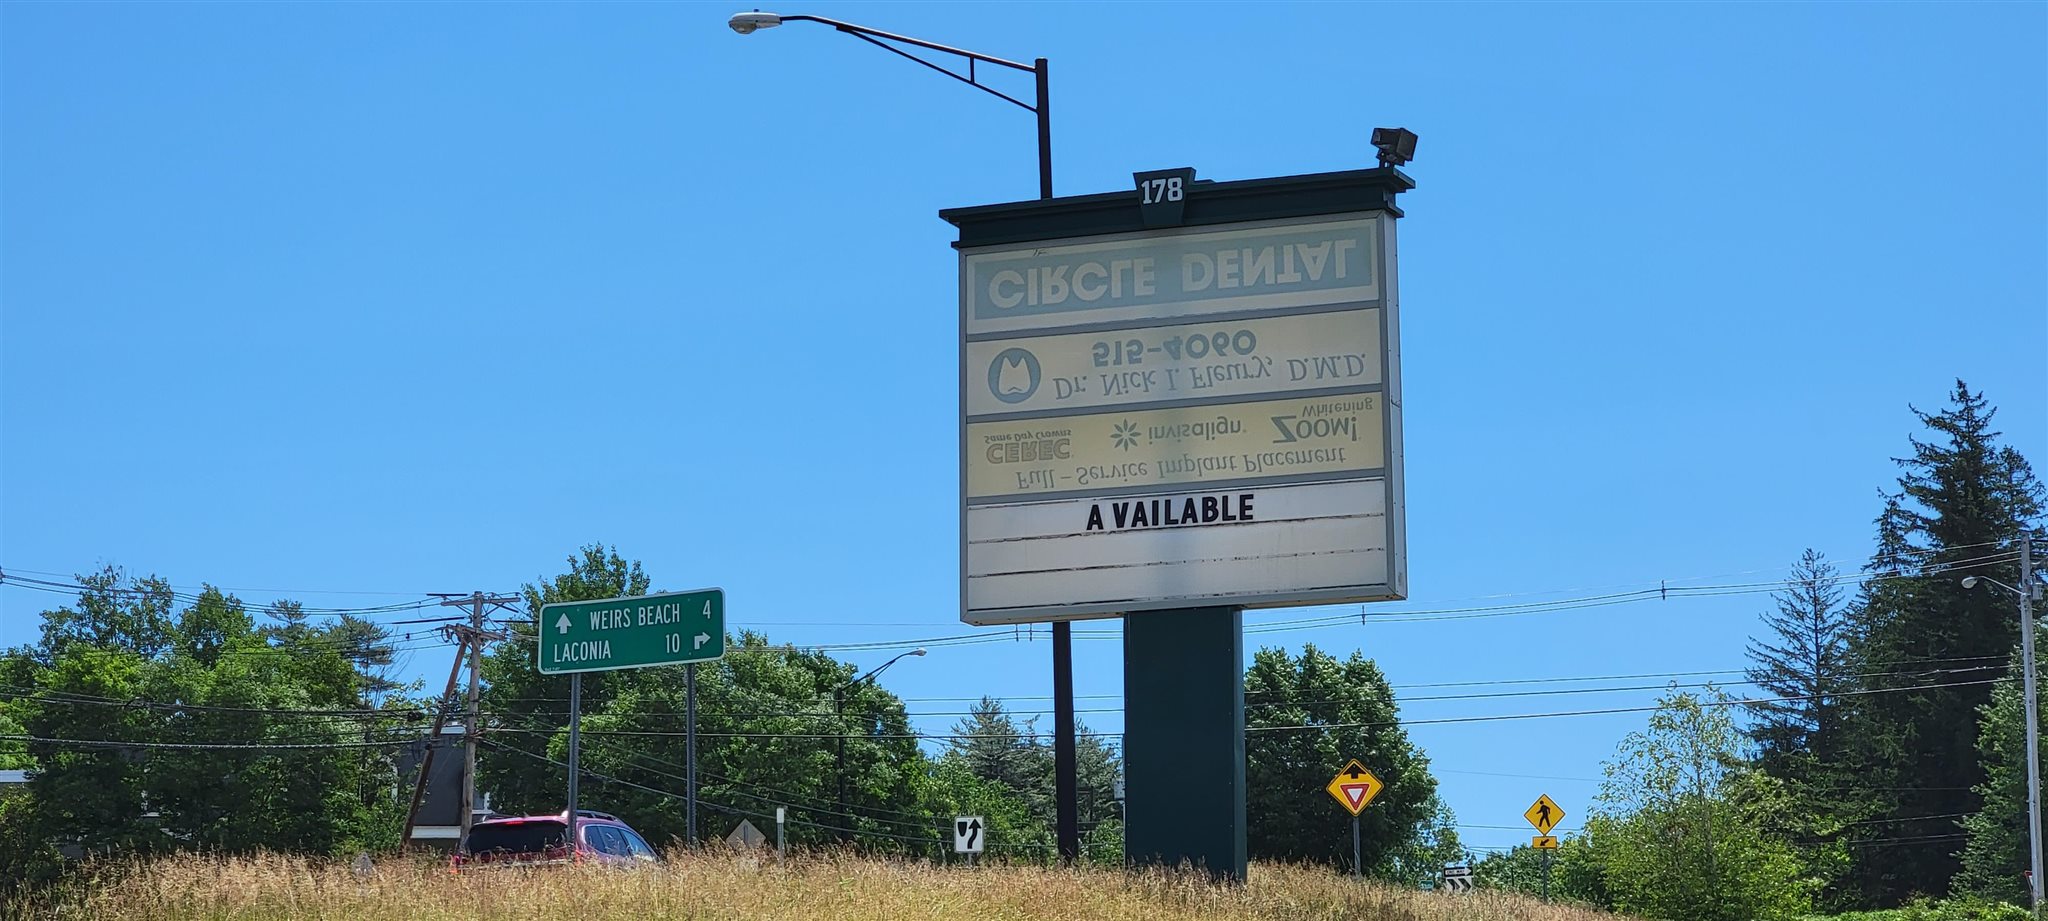 178
CIRCLE DENTAL
515-4060
Dr. Nick I. Fleury, D.M.D.
Same Day Crowns
CEREC
invisalign
Whitening
ZOOM!
Full-Service Implant Placement
AVAILABLE
WEIRS BEACH 4
LACONIA 10